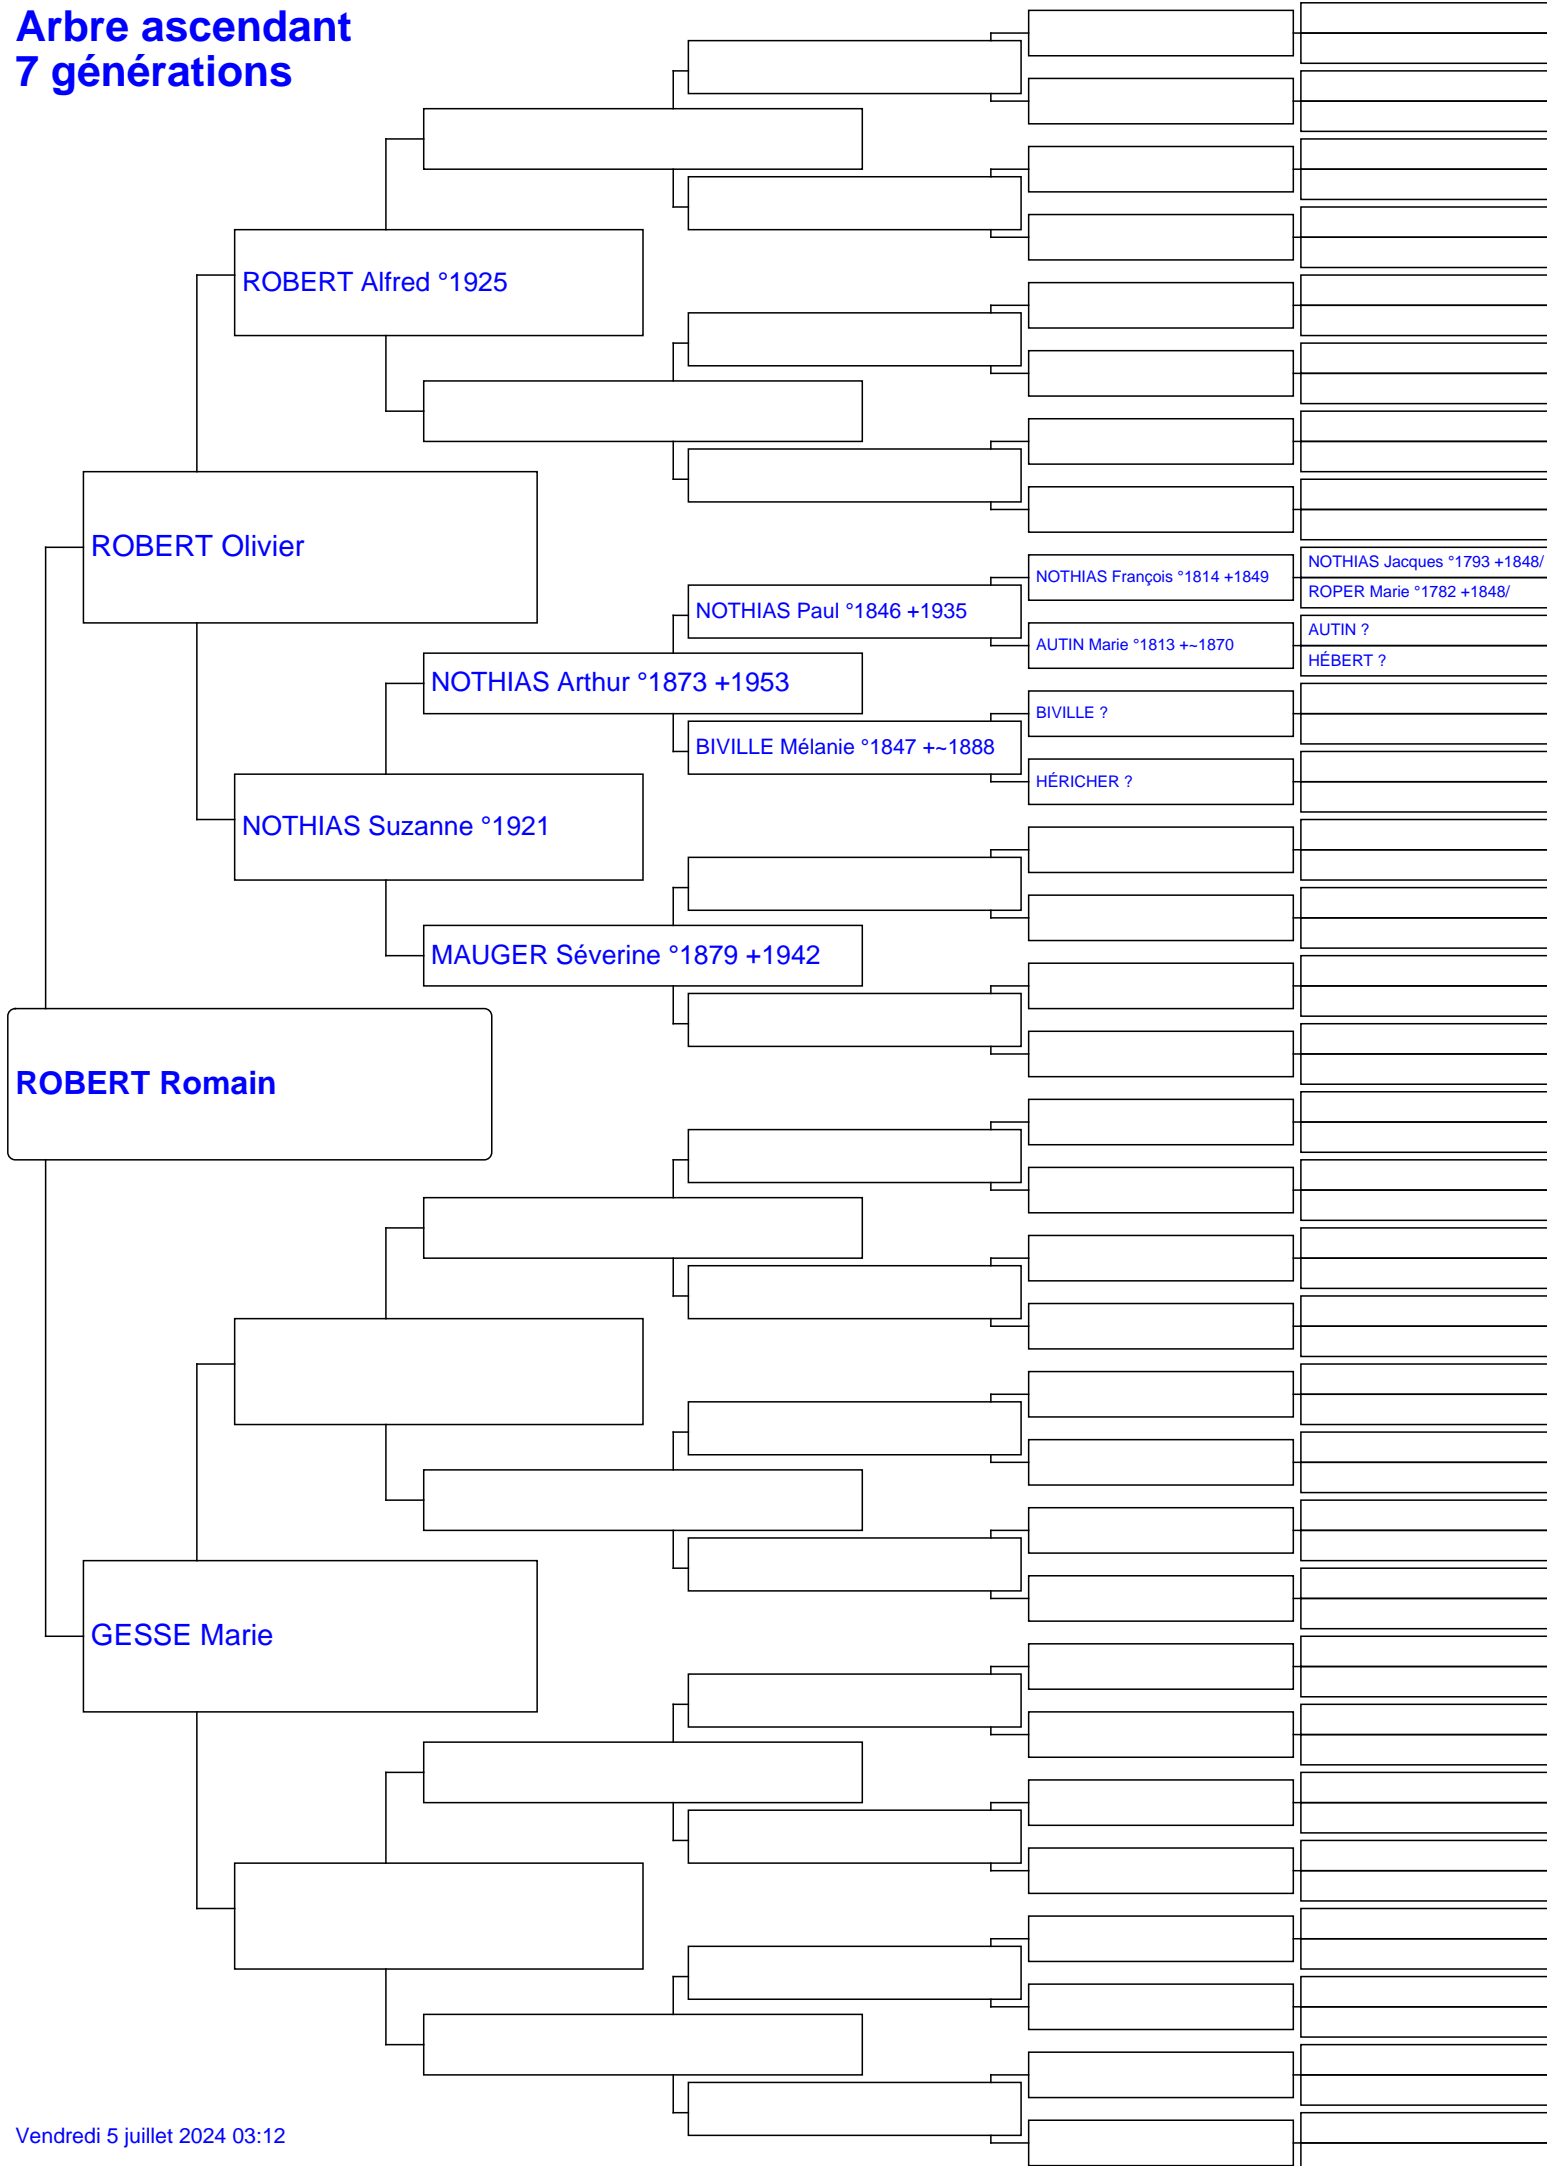 Arbre ascendant
7 générations
ROBERT Alfred °1925
ROBERT Olivier
NOTHIAS Jacques °1793 +1848/
NOTHIAS François °1814 +1849
ROPER Marie °1782 +1848/
NOTHIAS Paul °1846 +1935
AUTIN ?
AUTIN Marie °1813 +~1870
HÉBERT ?
NOTHIAS Arthur °1873 +1953
BIVILLE ?
BIVILLE Mélanie °1847 +~1888
HÉRICHER ?
NOTHIAS Suzanne °1921
MAUGER Séverine °1879 +1942
ROBERT Romain
GESSE Marie
Vendredi 5 juillet 2024 03:12